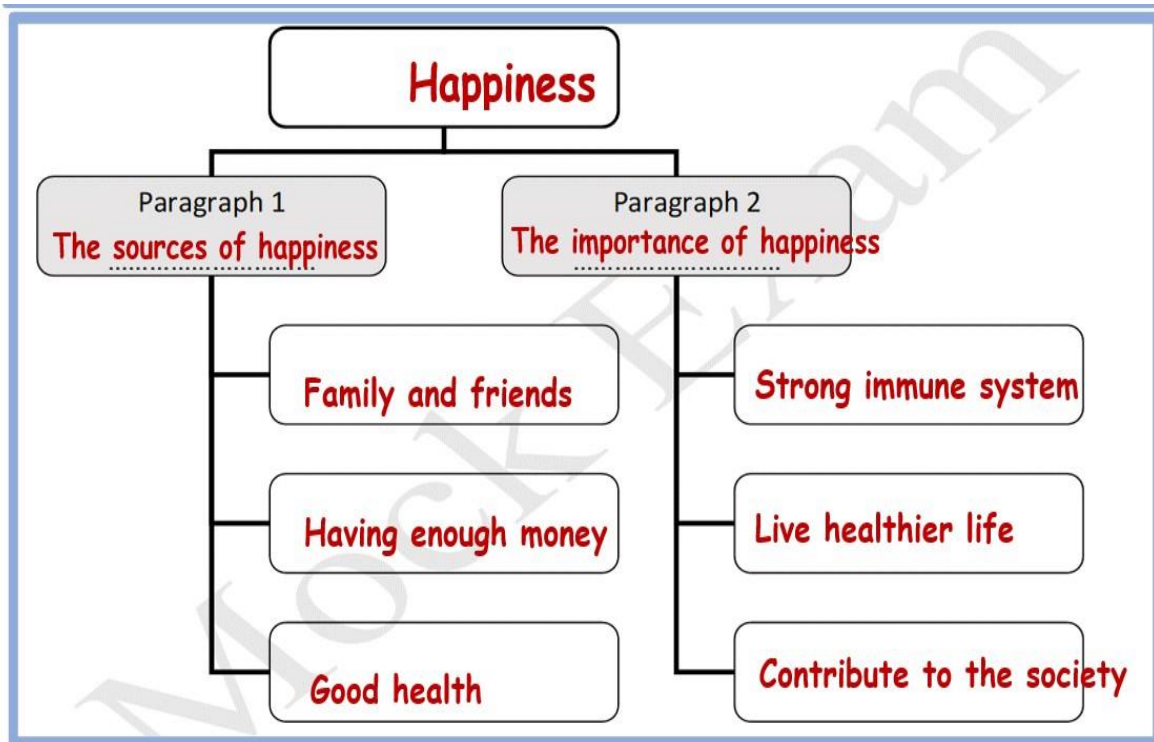 Happiness
Paragraph 1
The sources of happiness
Paragraph 2
The importance of happiness
Family and friends
Having enough money
Good health
Strong immune system
Live healthier life
Contribute to the society
Mock Exam